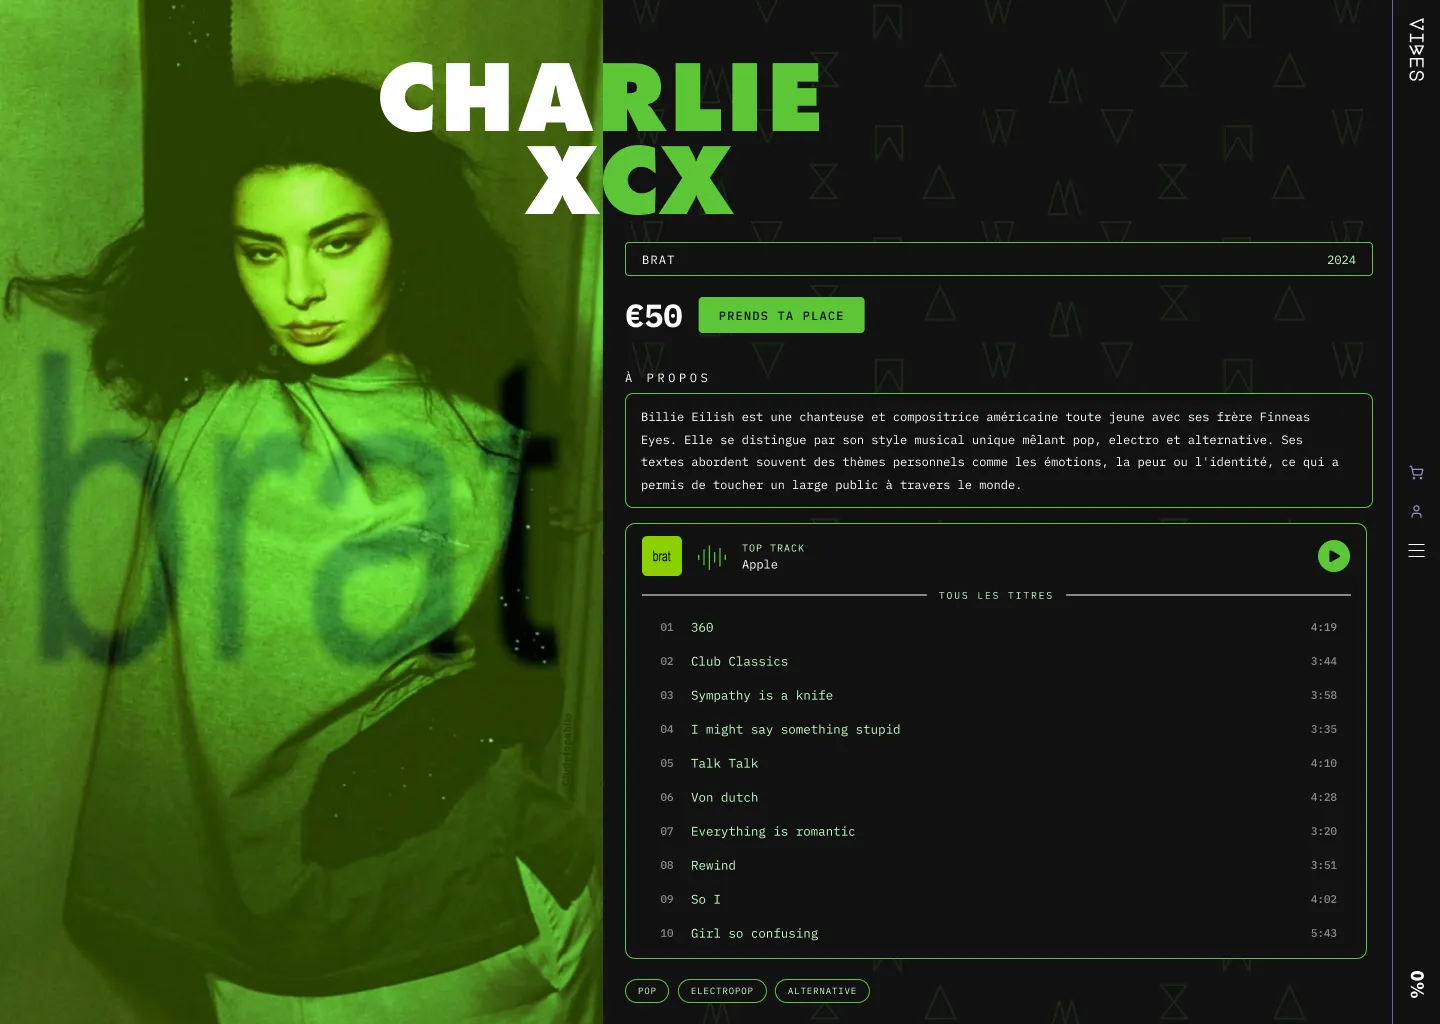 VIBES
CHARLIE
XCX
BRAT 2024
€50 PRENDS TA PLACE
À PROPOS
Billie Eilish est une chanteuse et compositrice américaine toute jeune avec ses frère Finneas
Eyes. Elle se distingue par son style musical unique mêlant pop, electro et alternative. Ses
textes abordent souvent des thèmes personnels comme les émotions, la peur ou l'identité, ce qui a
permis de toucher un large public à travers le monde.
brat
brat
TOP TRACK
Apple
TOUS LES TITRES
01 360 4:19
02 Club Classics 3:44
03 Sympathy is a knife 3:58
04 I might say something stupid 3:35
05 Talk Talk 4:10
06 Von dutch 4:28
07 Everything is romantic 3:20
08 Rewind 3:51
09 So I 4:02
10 Girl so confusing 5:43
POP ELECTROPOP ALTERNATIVE
0%